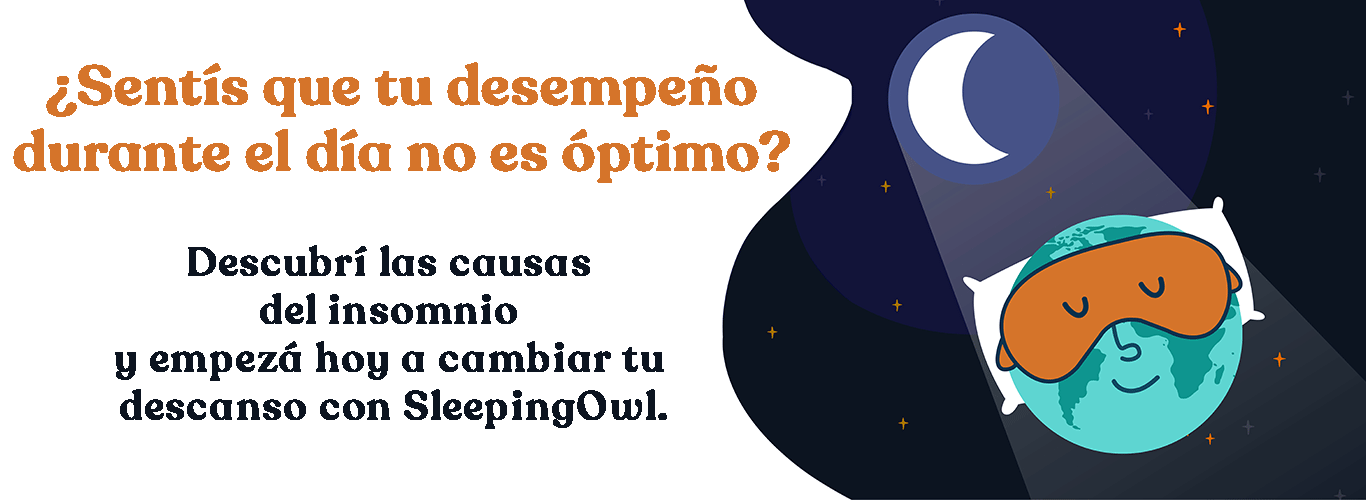 ¿Sentís que tu desempeño
durante el día no es óptimo?
Descubrí las causas
del insomnio
y empezá hoy a cambiar tu
descanso con SleepingOwl.